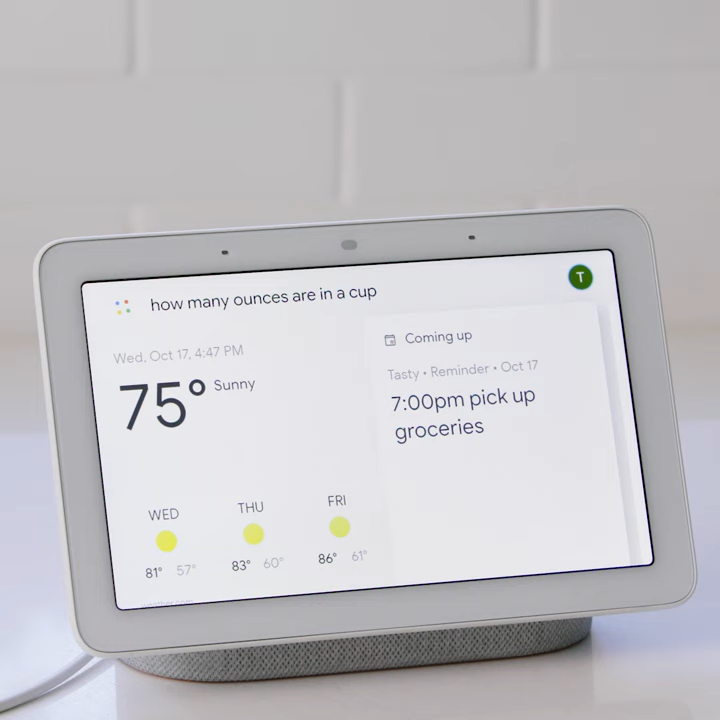 how many ounces are in a cup
T
Wed, Oct 17, 4:47 PM
75° Sunny
WED THU FRI
81° 57° 83° 60° 86° 61°
Coming up
Tasty • Reminder • Oct 17
7:00pm pick up
groceries